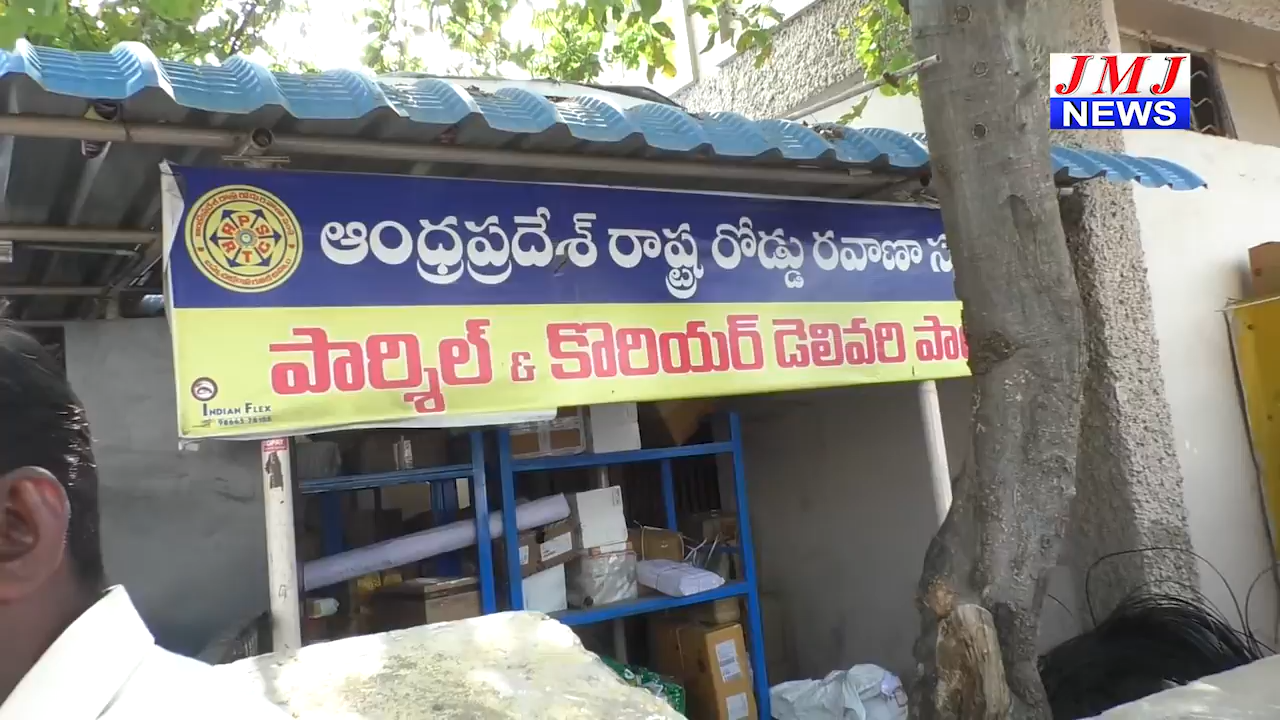 JMJ
NEWS
ఆంధ్రప్రదేశ్ రాష్ట్ర రోడ్డు రవాణా స
పార్శిల్ & కొరియర్ డెలివరి పా
INDIAN FLEX
APSRTC